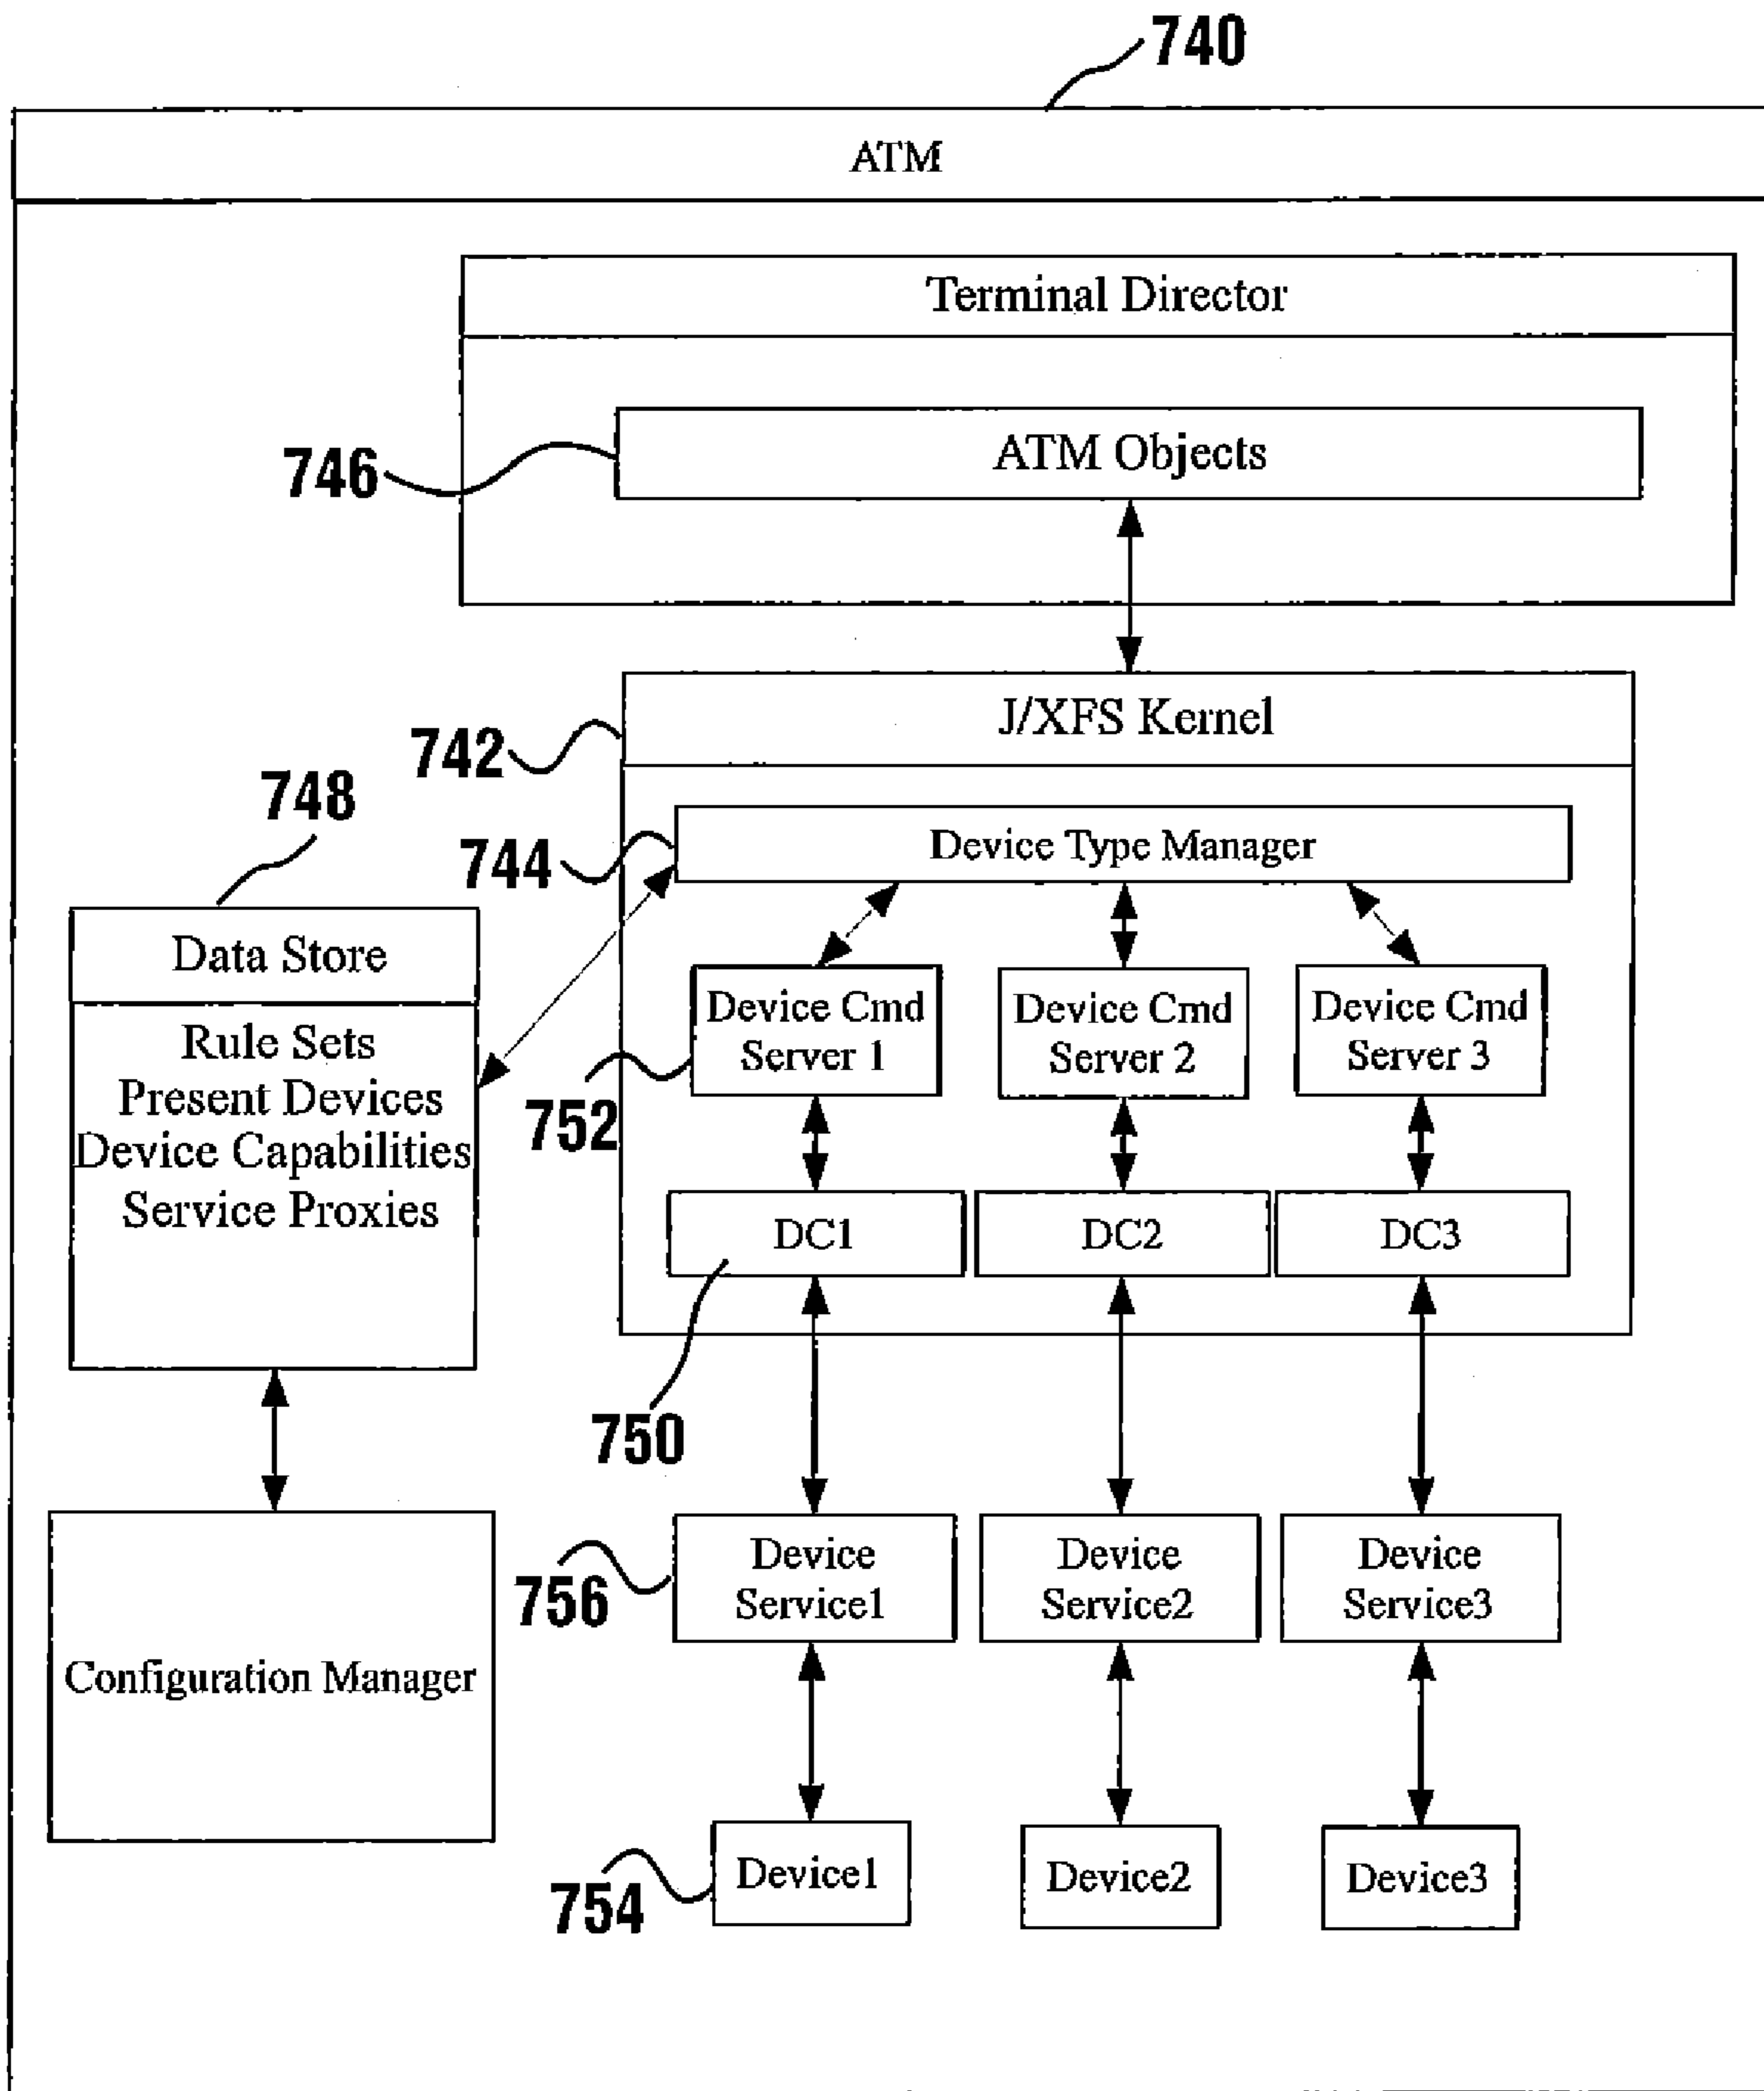 740
ATM
Terminal Director
746
ATM Objects
J/XFS Kernel
742
748
744
Device Type Manager
Data Store
Rule Sets
Present Devices
Device Capabilities
Service Proxies
Device Cmd
Server 1
Device Cmd
Server 2
Device Cmd
Server 3
752
DC1
DC2
DC3
750
Device
Service1
Device
Service2
Device
Service3
756
Configuration Manager
Device1
Device2
Device3
754